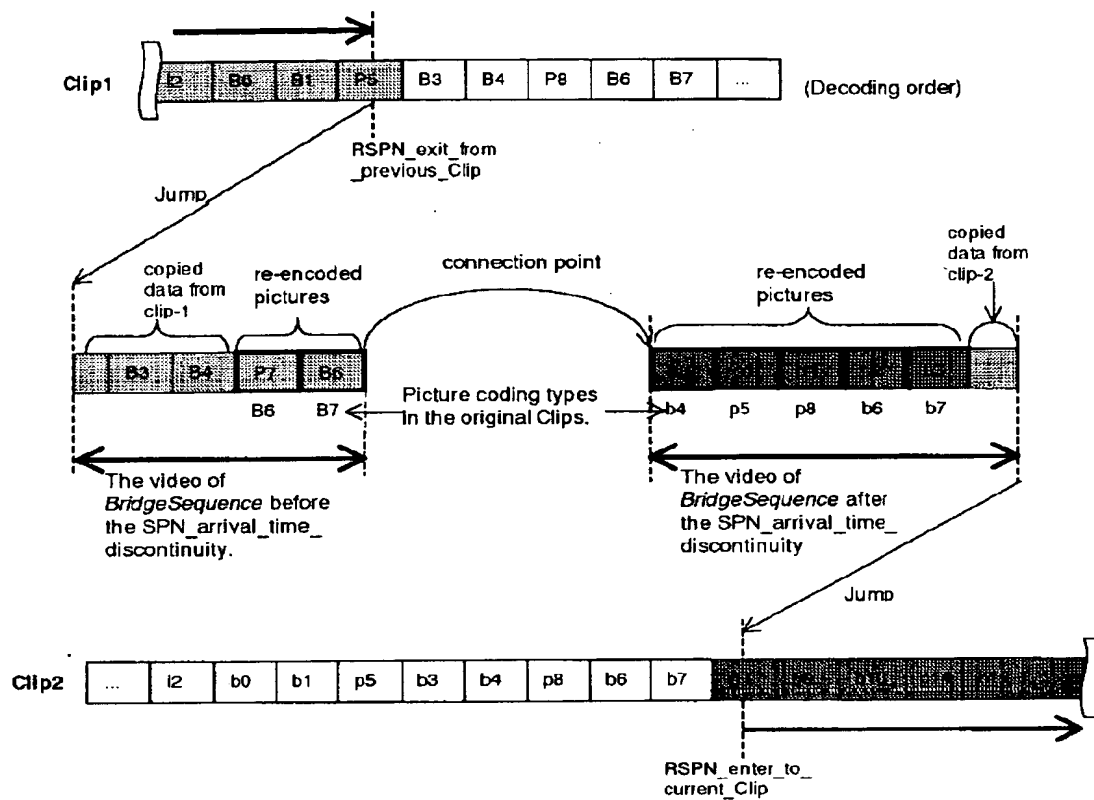 Clip1
I2 B0 B1 P5 B3 B4 P8 B6 B7 ...
(Decoding order)
RSPN_exit_from
_previous_Clip
Jump
copied
data from
clip-1
re-encoded
pictures
connection point
re-encoded
pictures
copied
data from
clip-2
B3 B4 P7 B6
B6 B7
Picture coding types
in the original Clips.
b4 p5 p8 b6 b7
The video of
BridgeSequence before
the SPN_arrival_time_
discontinuity.
The video of
BridgeSequence after
the SPN_arrival_time_
discontinuity
Jump
Clip2
... i2 b0 b1 p5 b3 b4 p8 b6 b7
RSPN_enter_to_
current_Clip